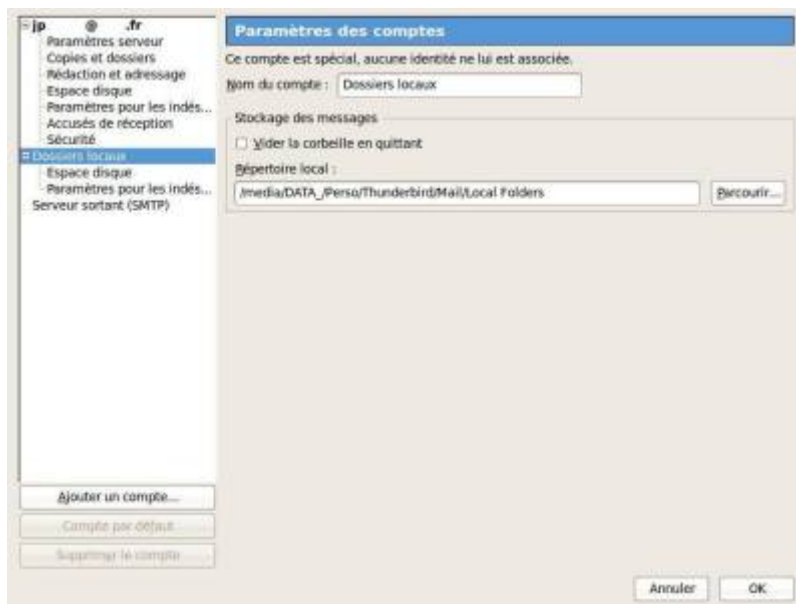 jp @ .fr
Paramètres serveur
Copies et dossiers
Rédaction et adressage
Espace disque
Paramètres pour les indés...
Accusés de réception
Sécurité
Dossiers locaux
Espace disque
Paramètres pour les indés...
Serveur sortant (SMTP)
Ajouter un compte...
Compte par défaut
Supprimer le compte
Paramètres des comptes
Ce compte est spécial, aucune identité ne lui est associée.
Nom du compte : Dossiers locaux
Stockage des messages
Vider la corbeille en quittant
Répertoire local :
/media/DATA_/Perso/Thunderbird/Mail/Local Folders
Parcourir...
Annuler
OK